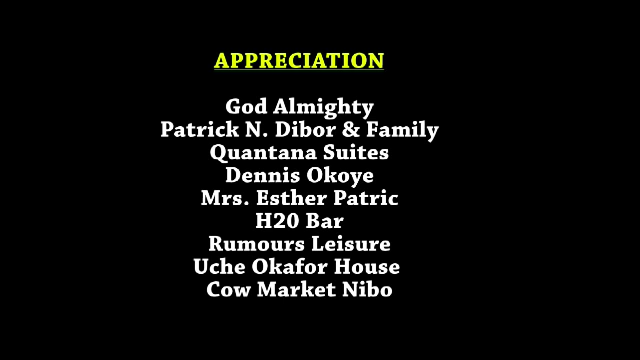 APPRECIATION
God Almighty
Patrick N. Dibor & Family
Quantana Suites
Dennis Okoye
Mrs. Esther Patric
H20 Bar
Rumours Leisure
Uche Okafor House
Cow Market Nibo